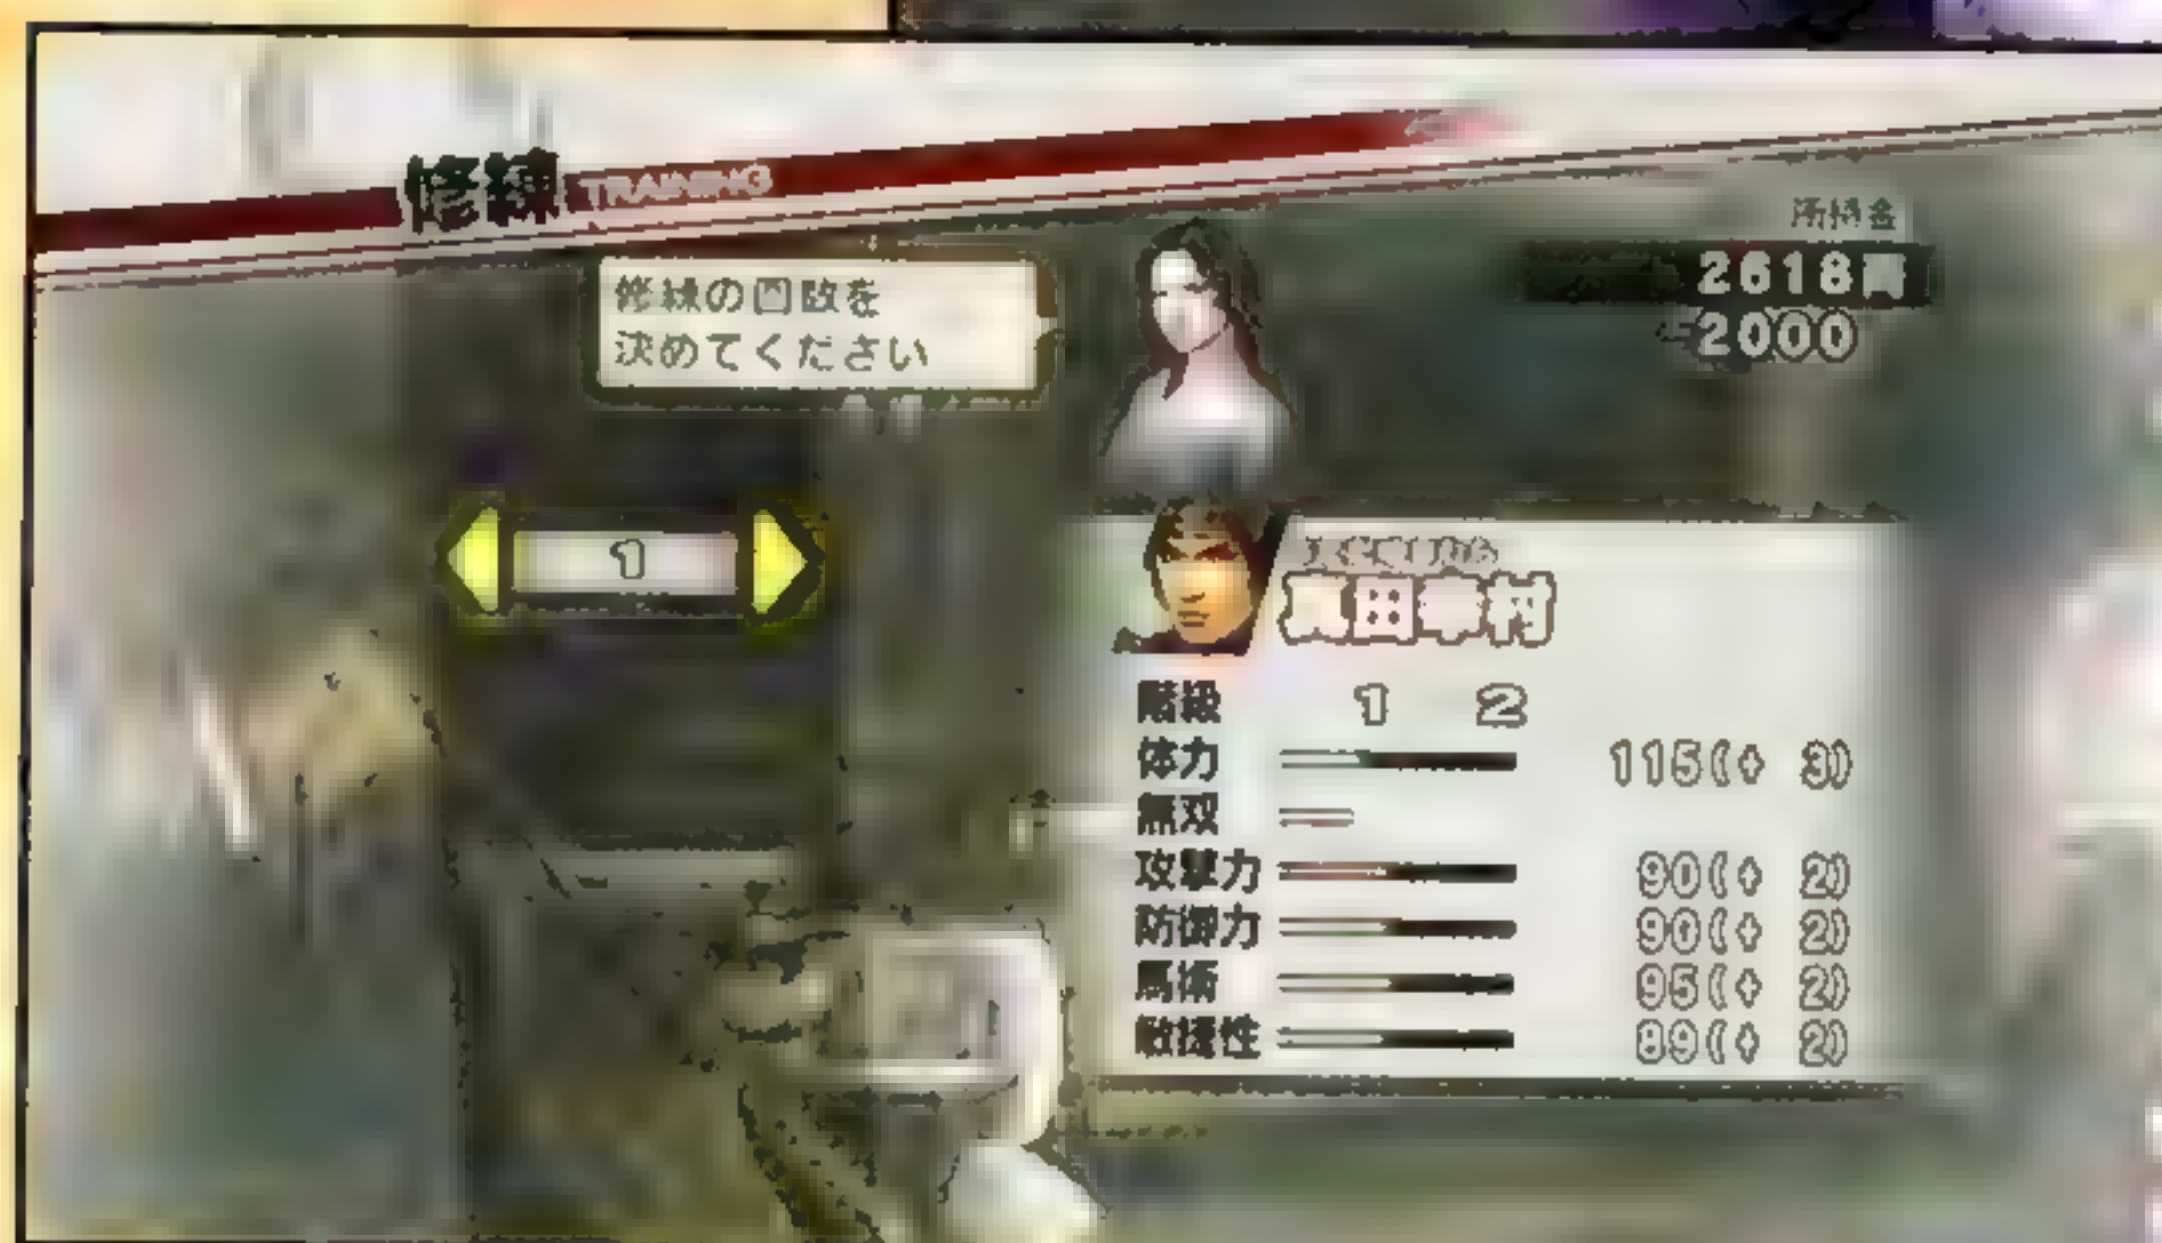 修練 TRAINING
所持金
2618両
-2000
修練の回数を
決めてください
1
真田幸村
階級 1 2
体力 115(+ 3)
無双
攻撃力 90(+ 2)
防御力 90(+ 2)
馬術 95(+ 2)
敏捷性 89(+ 2)